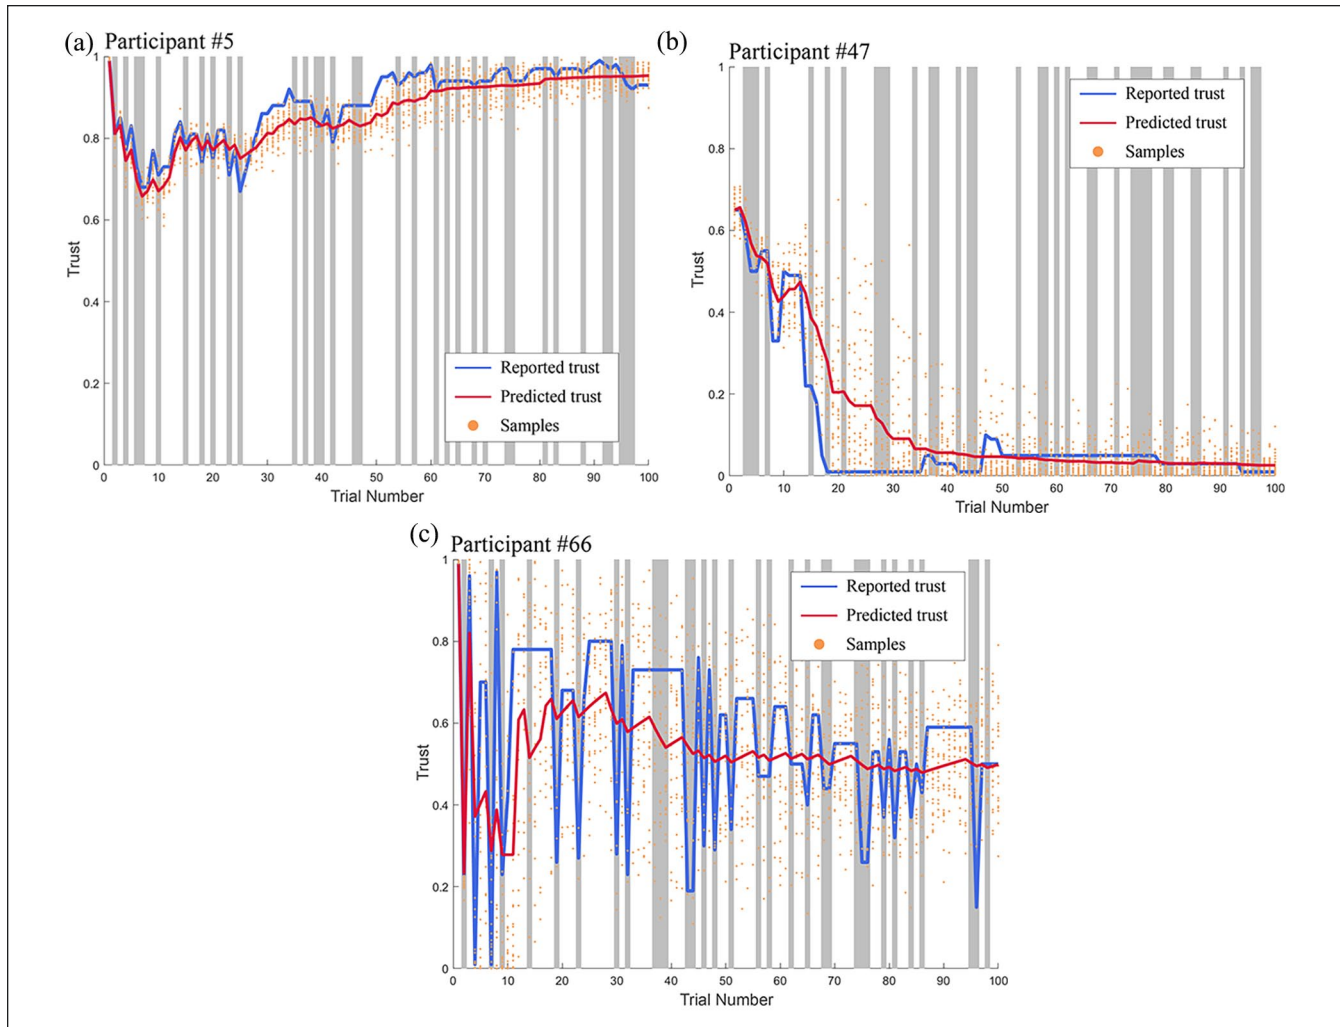 (a) Participant #5
1
0.8
0.6
0.4
0.2
0
Trust
Reported trust
Predicted trust
Samples
0 10 20 30 40 50 60 70 80 90 100
Trial Number
(b) Participant #47
1
0.8
0.6
0.4
0.2
0
Trust
Reported trust
Predicted trust
Samples
0 10 20 30 40 50 60 70 80 90 100
Trial Number
(c) Participant #66
1
0.8
0.6
0.4
0.2
0
Trust
Reported trust
Predicted trust
Samples
0 10 20 30 40 50 60 70 80 90 100
Trial Number